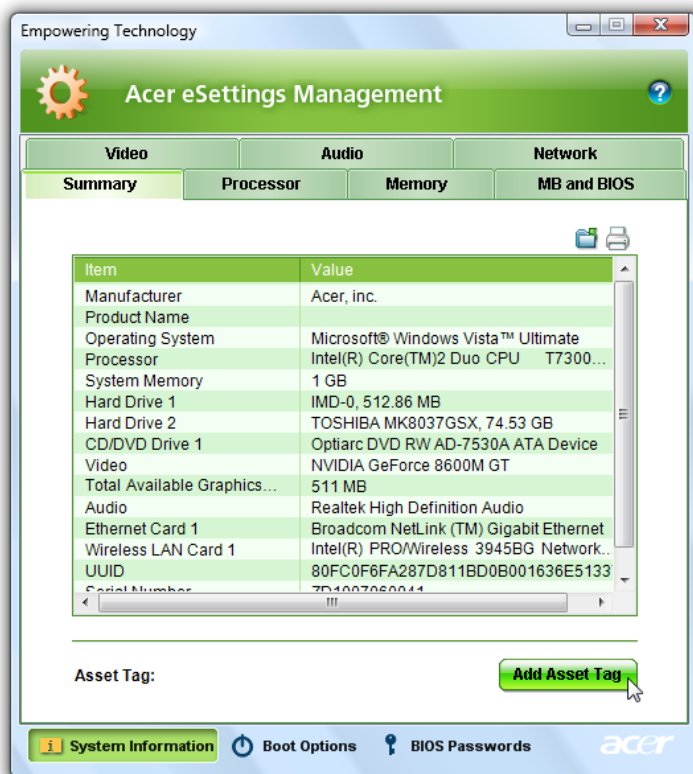 Empowering Technology
Acer eSettings Management
Video Audio Network
Summary Processor Memory MB and BIOS
Item Value
Manufacturer Acer, inc.
Product Name
Operating System Microsoft® Windows Vista™ Ultimate
Processor Intel(R) Core(TM)2 Duo CPU T7300...
System Memory 1 GB
Hard Drive 1 IMD-0, 512.86 MB
Hard Drive 2 TOSHIBA MK8037GSX, 74.53 GB
CD/DVD Drive 1 Optiarc DVD RW AD-7530A ATA Device
Video NVIDIA GeForce 8600M GT
Total Available Graphics... 511 MB
Audio Realtek High Definition Audio
Ethernet Card 1 Broadcom NetLink (TM) Gigabit Ethernet
Wireless LAN Card 1 Intel(R) PRO/Wireless 3945BG Network...
UUID 80FC0F6FA287D811BD0B001636E5133
Serial Number
Asset Tag: Add Asset Tag
System Information Boot Options BIOS Passwords acer